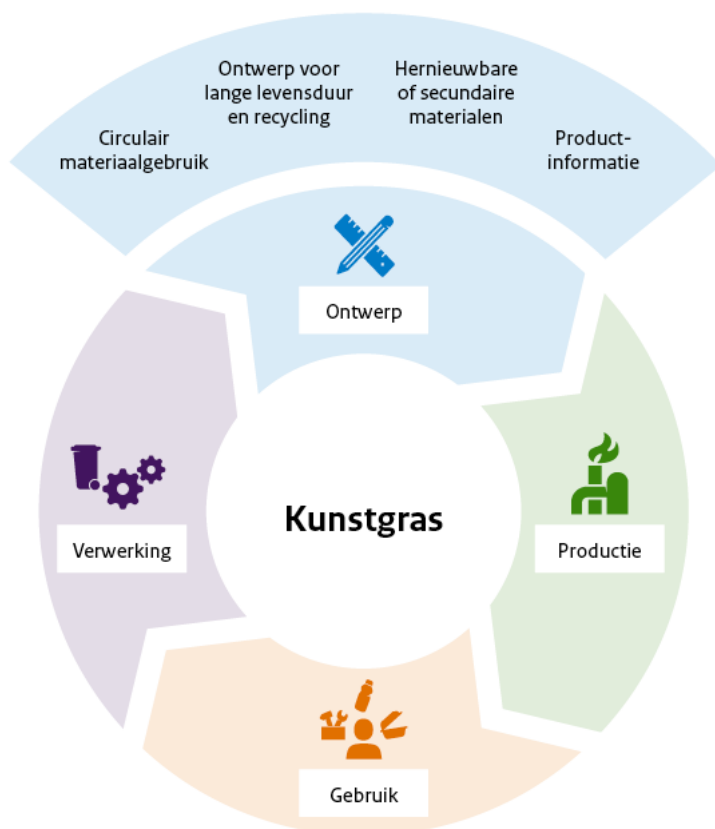 Circulair
materiaalgebruik
Ontwerp voor
lange levensduur
en recycling
Hernieuwbare
of secundaire
materialen
Product-
informatie
Ontwerp
Productie
Gebruik
Verwerking
Kunstgras